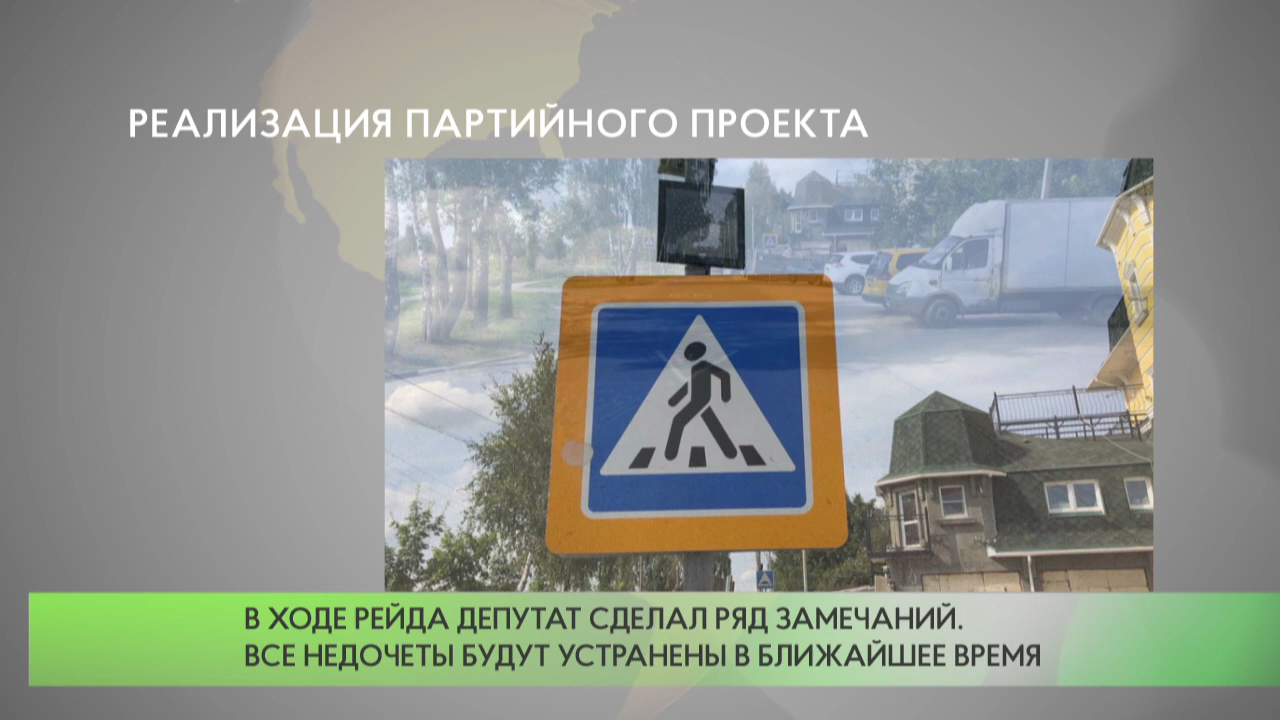 РЕАЛИЗАЦИЯ ПАРТИЙНОГО ПРОЕКТА
В ХОДЕ РЕЙДА ДЕПУТАТ СДЕЛАЛ РЯД ЗАМЕЧАНИЙ.
ВСЕ НЕДОЧЕТЫ БУДУТ УСТРАНЕНЫ В БЛИЖАЙШЕЕ ВРЕМЯ